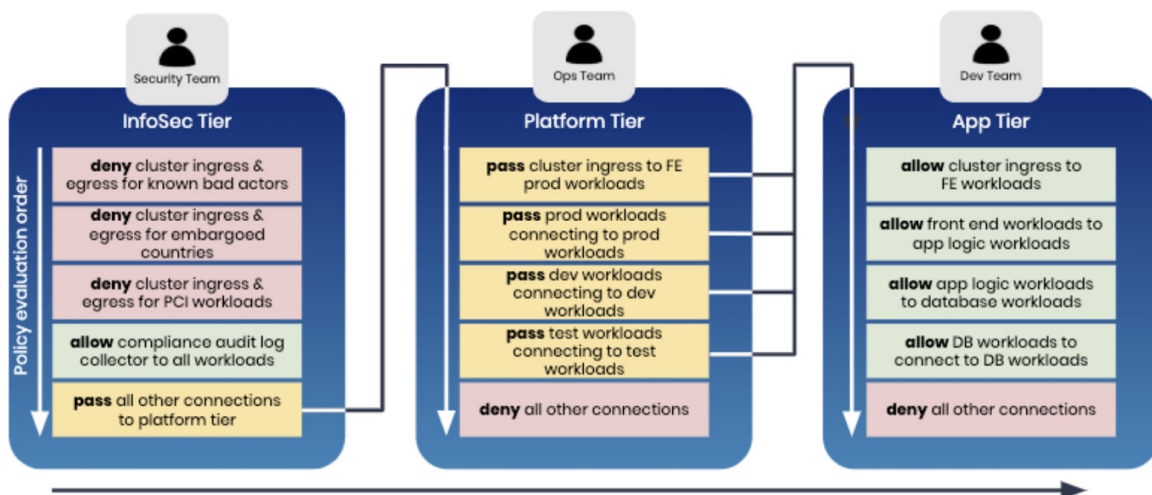 Security Team
InfoSec Tier
Policy evaluation order
deny cluster ingress &
egress for known bad actors
deny cluster ingress &
egress for embargoed
countries
deny cluster ingress &
egress for PCI workloads
allow compliance audit log
collector to all workloads
pass all other connections
to platform tier
Ops Team
Platform Tier
pass cluster ingress to FE
prod workloads
pass prod workloads
connecting to prod
workloads
pass dev workloads
connecting to dev
workloads
pass test workloads
connecting to test
workloads
deny all other connections
Dev Team
App Tier
allow cluster ingress to
FE workloads
allow front end workloads to
app logic workloads
allow app logic workloads
to database workloads
allow DB workloads to
connect to DB workloads
deny all other connections